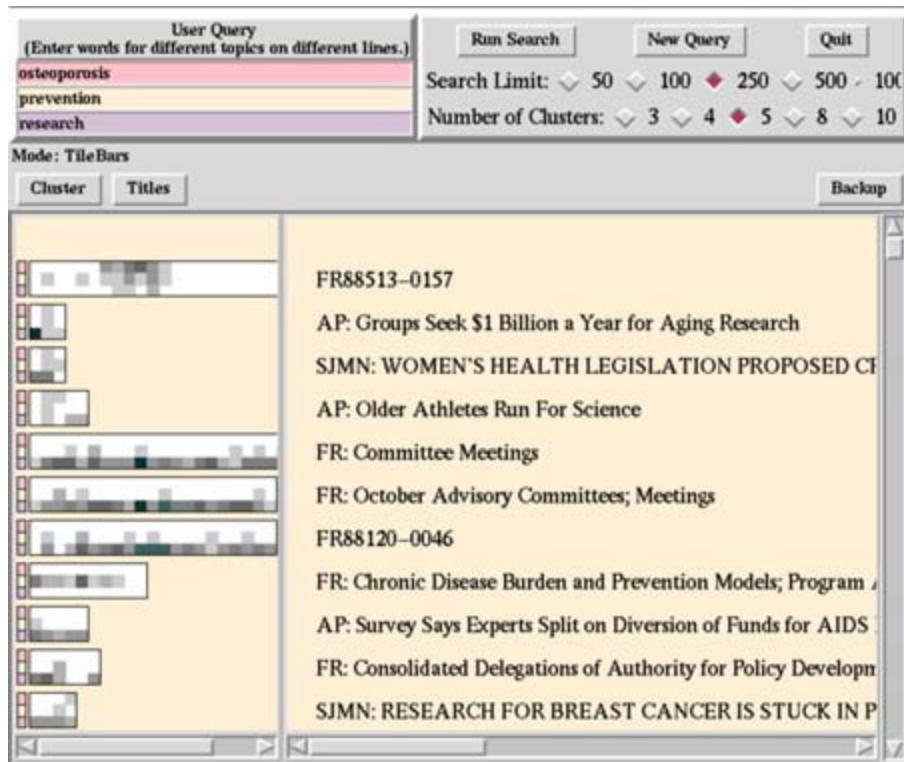 User Query
(Enter words for different topics on different lines.)
osteoporosis
prevention
research
Run Search New Query Quit
Search Limit: 50 100 250 500 100
Number of Clusters: 3 4 5 8 10
Mode: TileBars
Cluster Titles Backup
FR88513-0157
AP: Groups Seek $1 Billion a Year for Aging Research
SJMN: WOMEN'S HEALTH LEGISLATION PROPOSED
AP: Older Athletes Run For Science
FR: Committee Meetings
FR: October Advisory Committees; Meetings
FR88120-0046
FR: Chronic Disease Burden and Prevention Models; Program
AP: Survey Says Experts Split on Diversion of Funds for AIDS
FR: Consolidated Delegations of Authority for Policy Developm
SJMN: RESEARCH FOR BREAST CANCER IS STUCK IN P